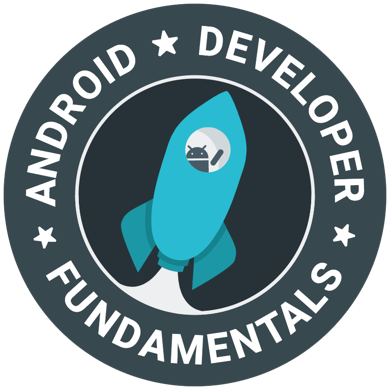 ANDROID ★ DEVELOPER
★ FUNDAMENTALS ★